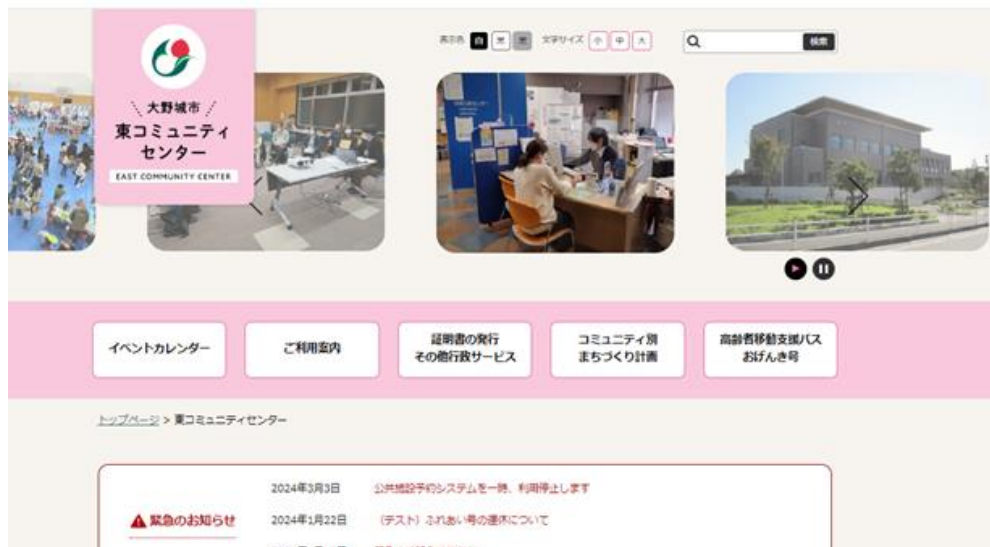 表示色 白 黒 黒 文字サイズ 小 中 大 検索
大野城市
東コミュニティ
センター
EAST COMMUNITY CENTER
イベントカレンダー
ご利用案内
証明書の発行
その他行政サービス
コミュニティ別
まちづくり計画
高齢者移動支援バス
おげんき号
トップページ > 東コミュニティセンター
緊急のお知らせ
2024年3月3日 公共施設予約システムを一時、利用停止します
2024年1月22日 （テスト）ふれあい号の運休について